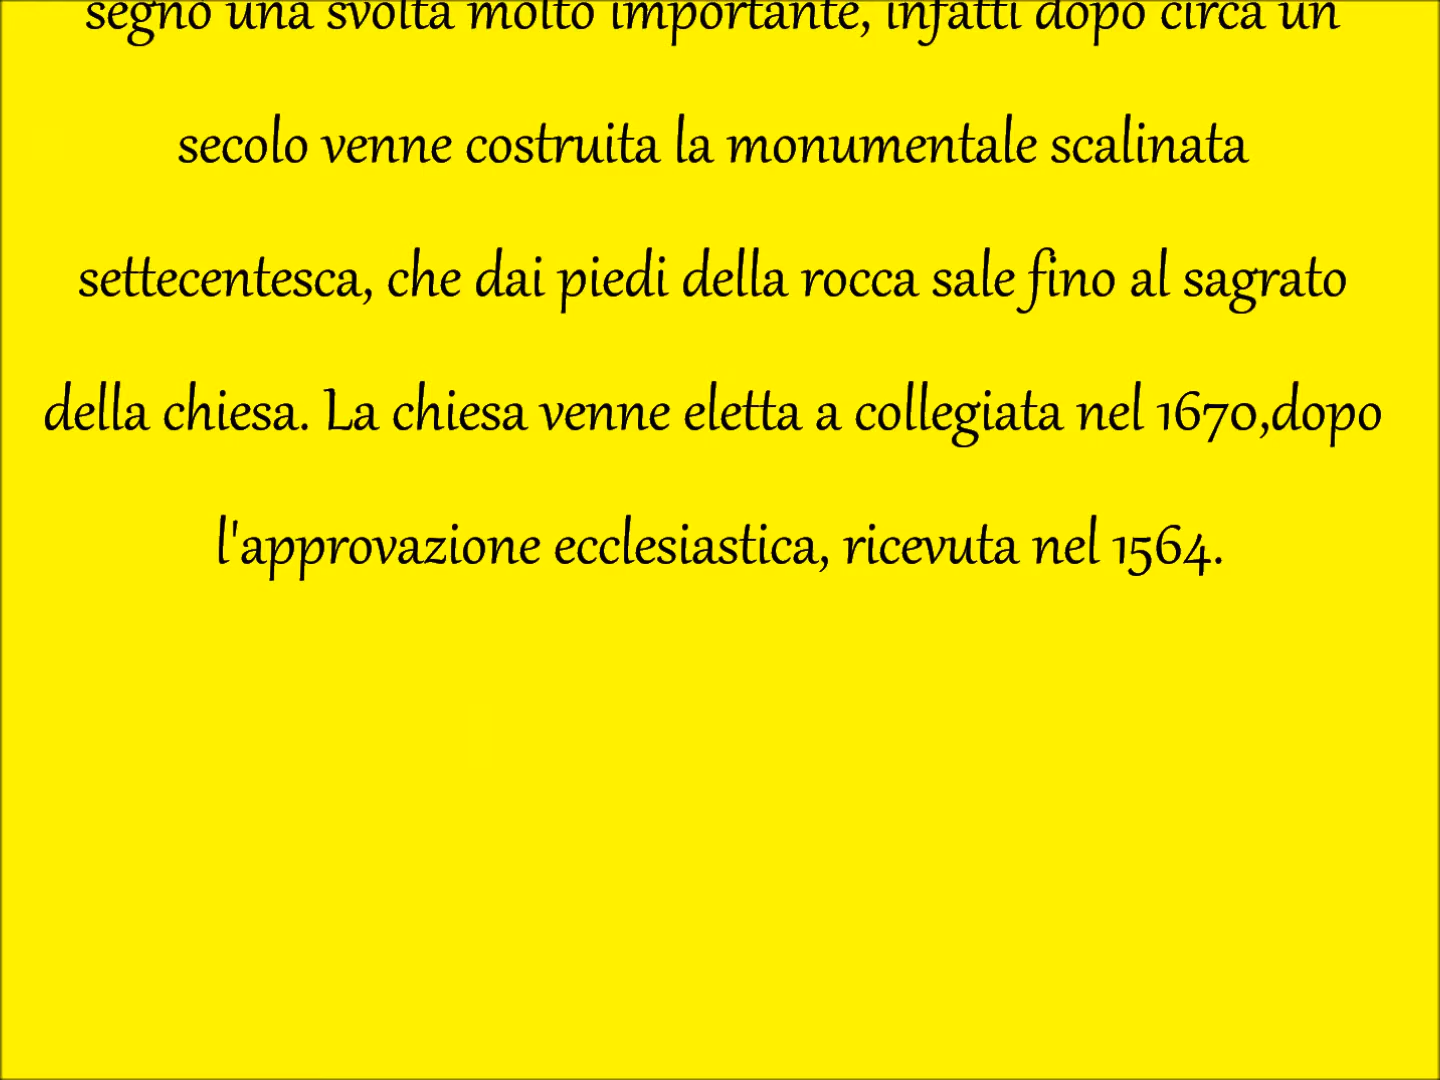 segnò una svolta molto importante, infatti dopo circa un
secolo venne costruita la monumentale scalinata
settecentesca, che dai piedi della rocca sale fino al sagrato
della chiesa. La chiesa venne eletta a collegiata nel 1670,dopo
l'approvazione ecclesiastica, ricevuta nel 1564.